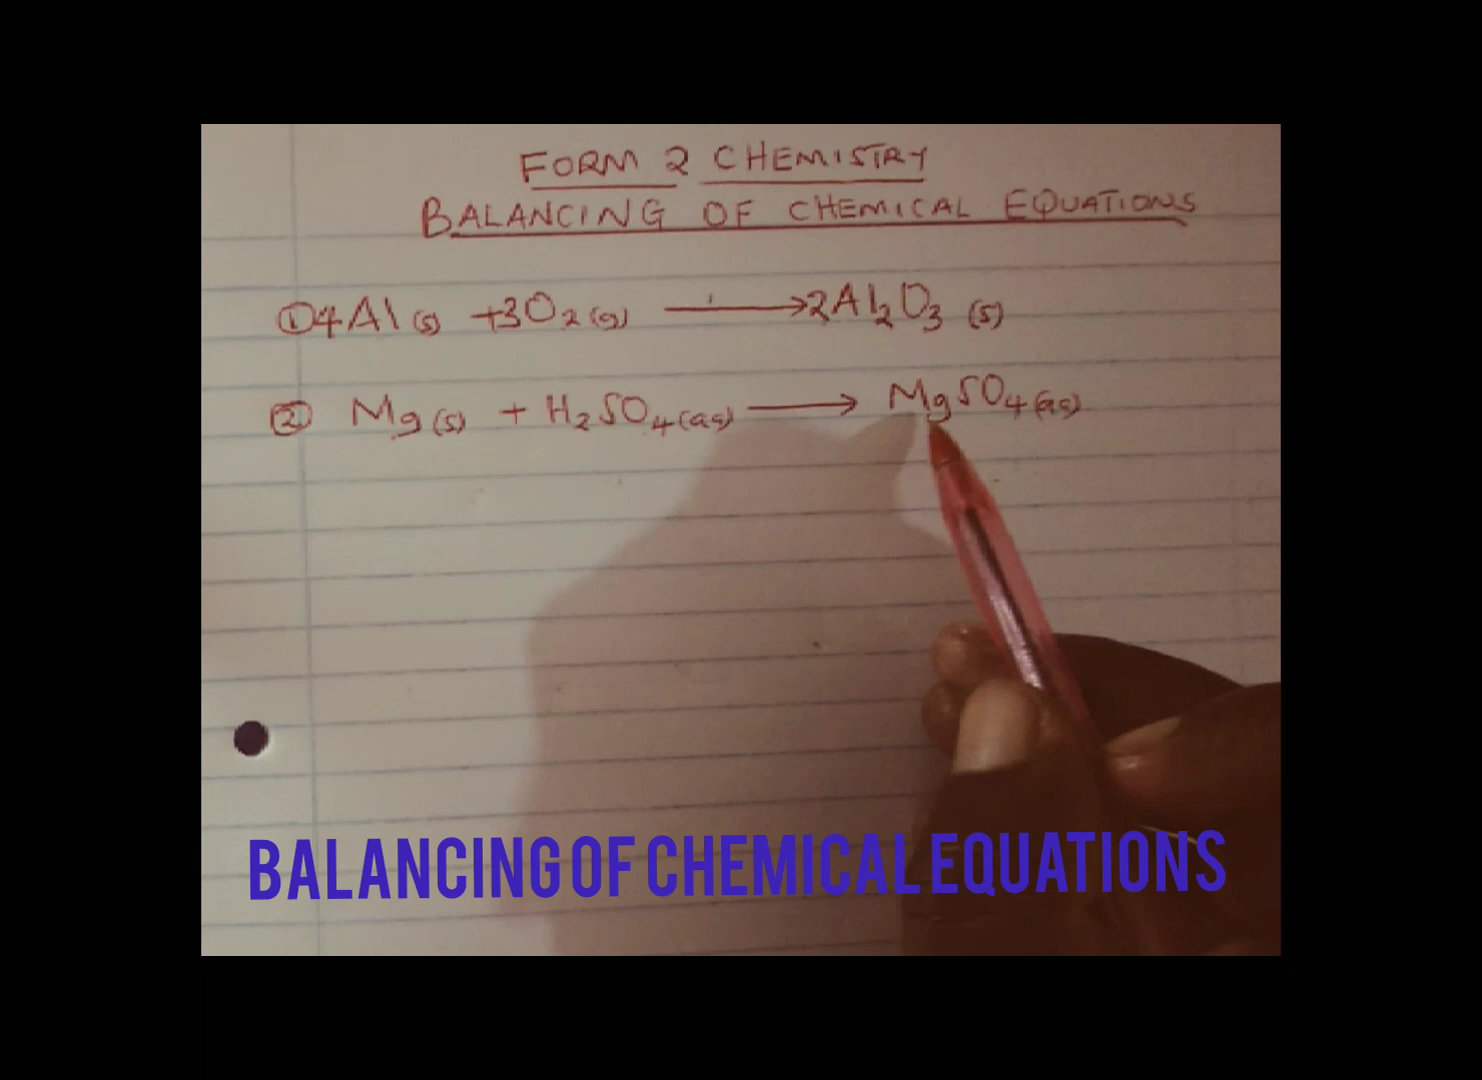 FORM 2 CHEMISTRY
BALANCING OF CHEMICAL EQUATIONS
① 4Al(s) + 3O₂(g) ⟶ 2Al₂O₃ (s)
② Mg(s) + H₂SO₄(aq) ⟶ MgSO₄(aq)
BALANCING OF CHEMICAL EQUATIONS